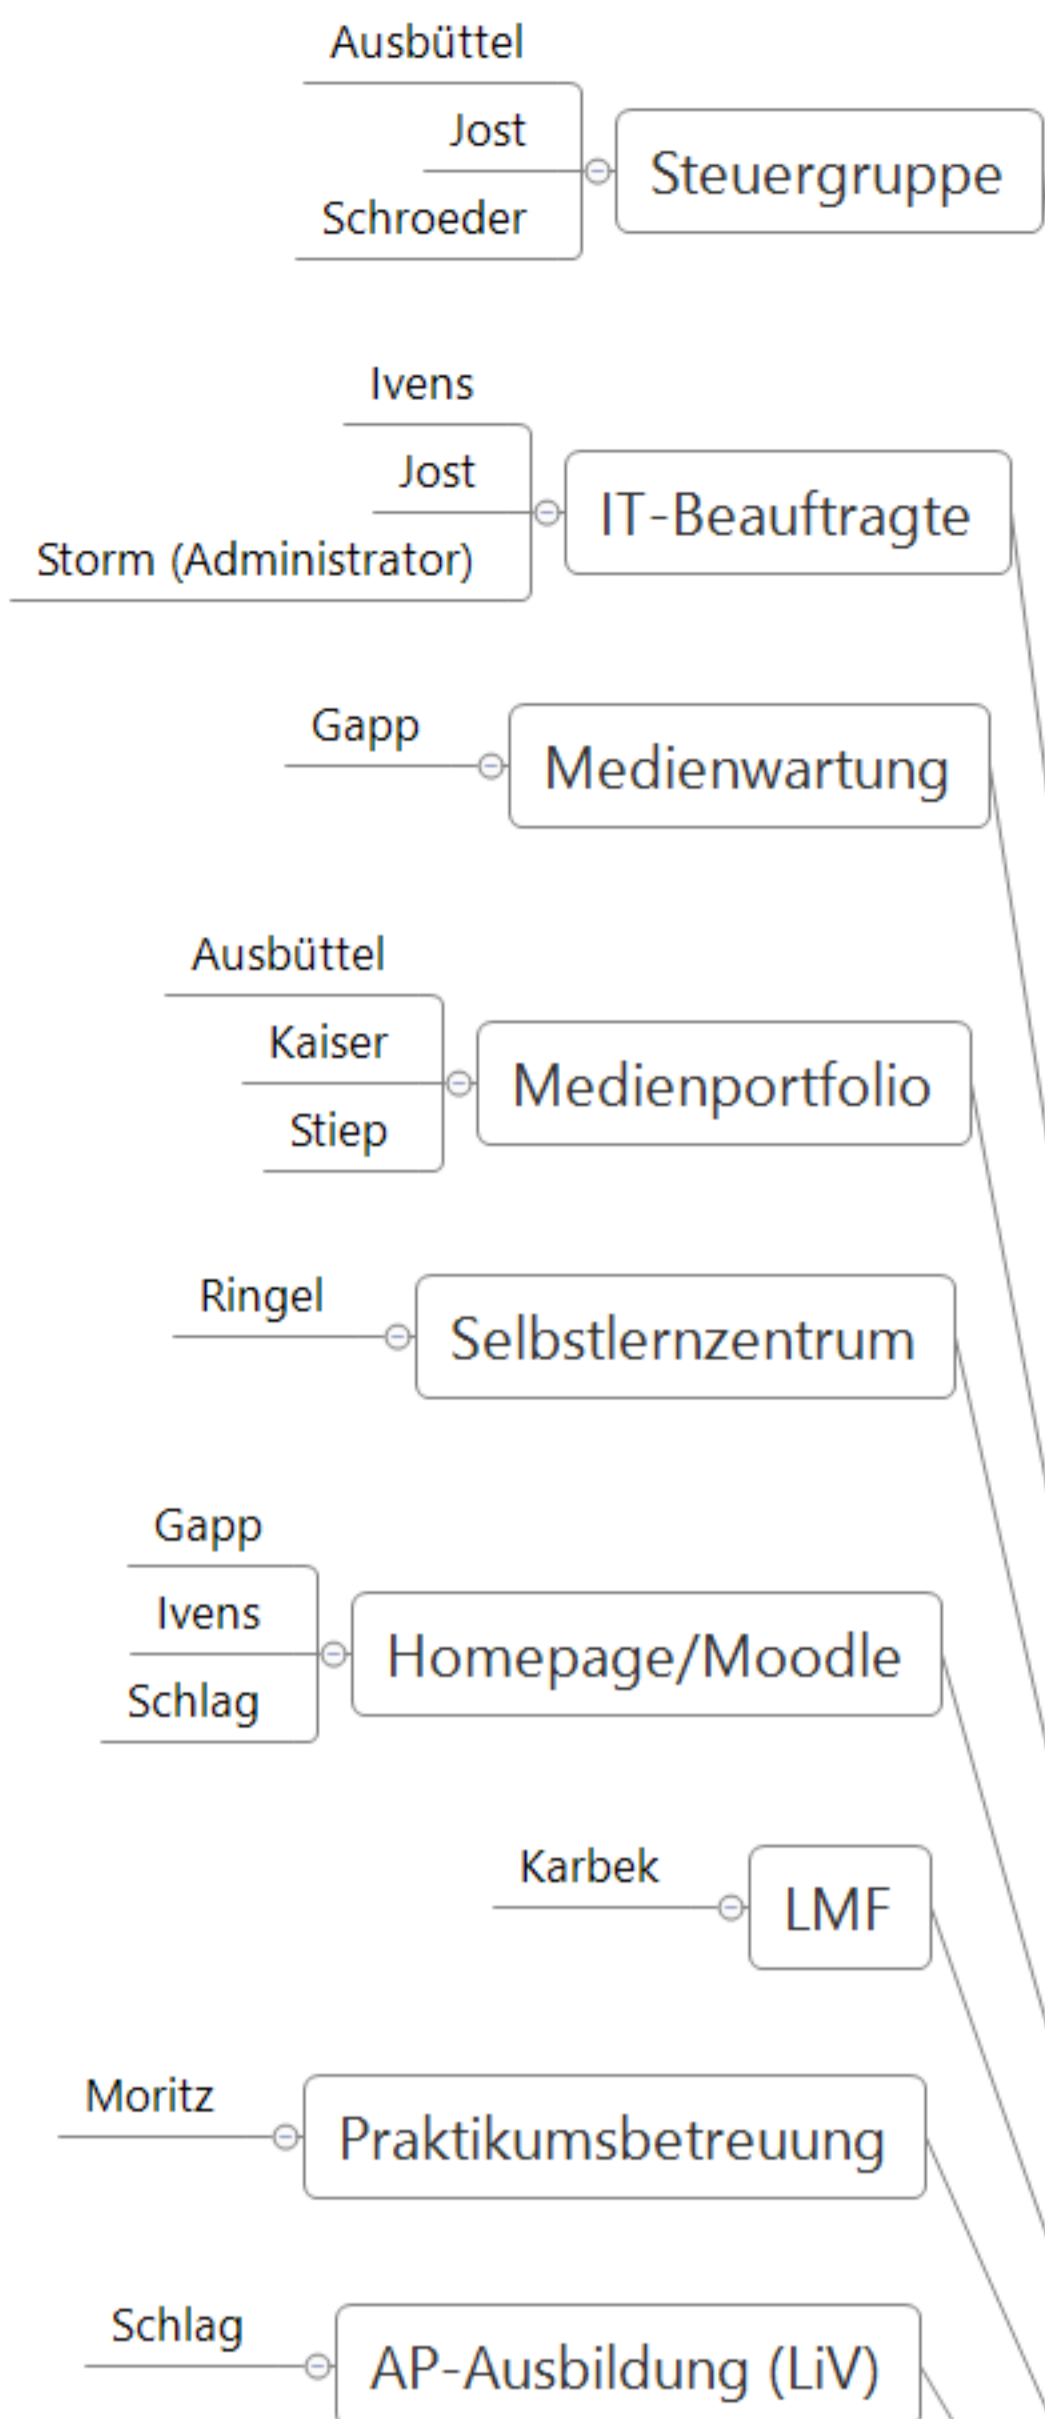 Ausbüttel
Jost
Schroeder
Steuergruppe
Ivens
Jost
Storm (Administrator)
IT-Beauftragte
Gapp
Medienwartung
Ausbüttel
Kaiser
Stiep
Medienportfolio
Ringel
Selbstlernzentrum
Gapp
Ivens
Schlag
Homepage/Moodle
Karbek
LMF
Moritz
Praktikumsbetreuung
Schlag
AP-Ausbildung (LiV)